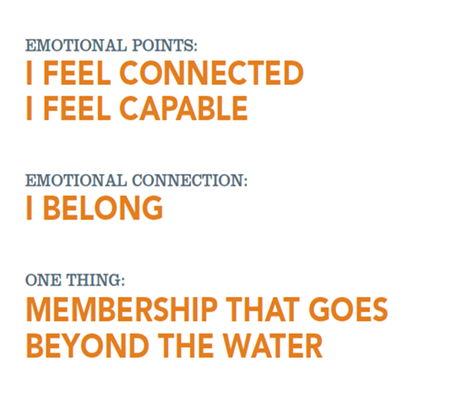 EMOTIONAL POINTS:
I FEEL CONNECTED
I FEEL CAPABLE
EMOTIONAL CONNECTION:
I BELONG
ONE THING:
MEMBERSHIP THAT GOES
BEYOND THE WATER